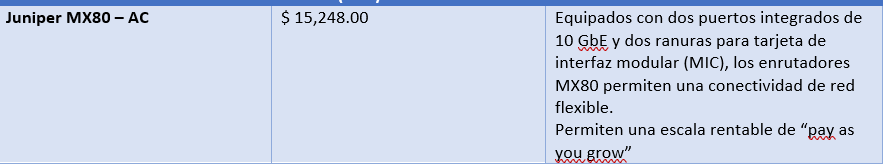 Juniper MX80 – AC
$ 15,248.00
Equipados con dos puertos integrados de
10 GbE y dos ranuras para tarjeta de
interfaz modular (MIC), los enrutadores
MX80 permiten una conectividad de red
flexible.
Permiten una escala rentable de “pay as
you grow”